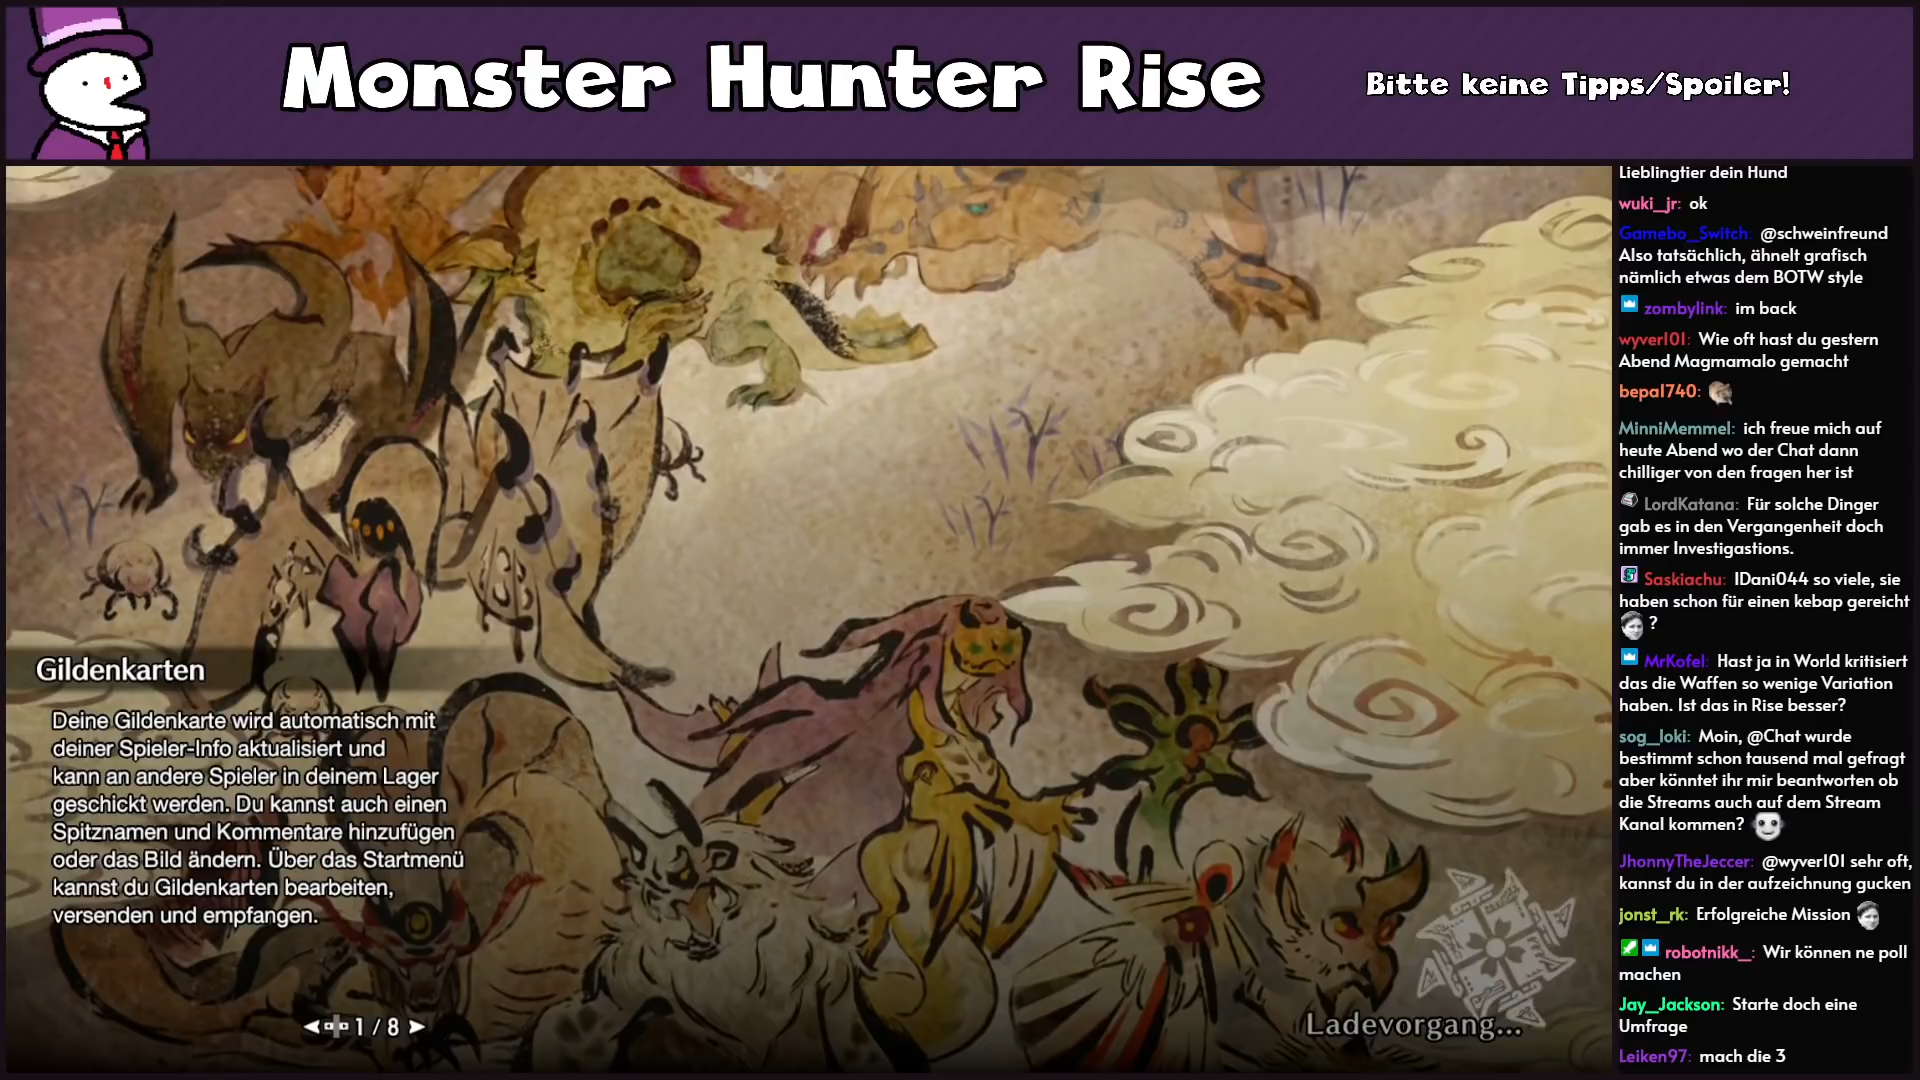 Monster Hunter Rise
Bitte keine Tipps/Spoiler!
Gildenkarten
Deine Gildenkarte wird automatisch mit
deiner Spieler-Info aktualisiert und
kann an andere Spieler in deinem Lager
geschickt werden. Du kannst auch einen
Spitznamen und Kommentare hinzufügen
oder das Bild ändern. Über das Startmenü
kannst du Gildenkarten bearbeiten,
versenden und empfangen.
1 / 8
Ladevorgang...
Lieblingtier dein Hund
wuki_jr: ok
Gamebo_Switch: @schweinfreund
Also tatsächlich, ähnelt grafisch
nämlich etwas dem BOTW style
zombylink: im back
wyver101: Wie oft hast du gestern
Abend Magmamalo gemacht
bepal740:
MinniMemmel: ich freue mich auf
heute Abend wo der Chat dann
chilliger von den fragen her ist
LordKatana: Für solche Dinger
gab es in den Vergangenheit doch
immer Investigastions.
Saskiachu: IDani044 so viele, sie
haben schon für einen kebap gereicht
?
MrKofel: Hast ja in World kritisiert
das die Waffen so wenige Variation
haben. Ist das in Rise besser?
sog_loki: Moin, @Chat wurde
bestimmt schon tausend mal gefragt
aber könntet ihr mir beantworten ob
die Streams auch auf dem Stream
Kanal kommen?
JhonnyTheJeccer: @wyver101 sehr oft,
kannst du in der aufzeichnung gucken
jonst_rk: Erfolgreiche Mission
robotnikk_: Wir können ne poll
machen
Jay_Jackson: Starte doch eine
Umfrage
Leiken97: mach die 3